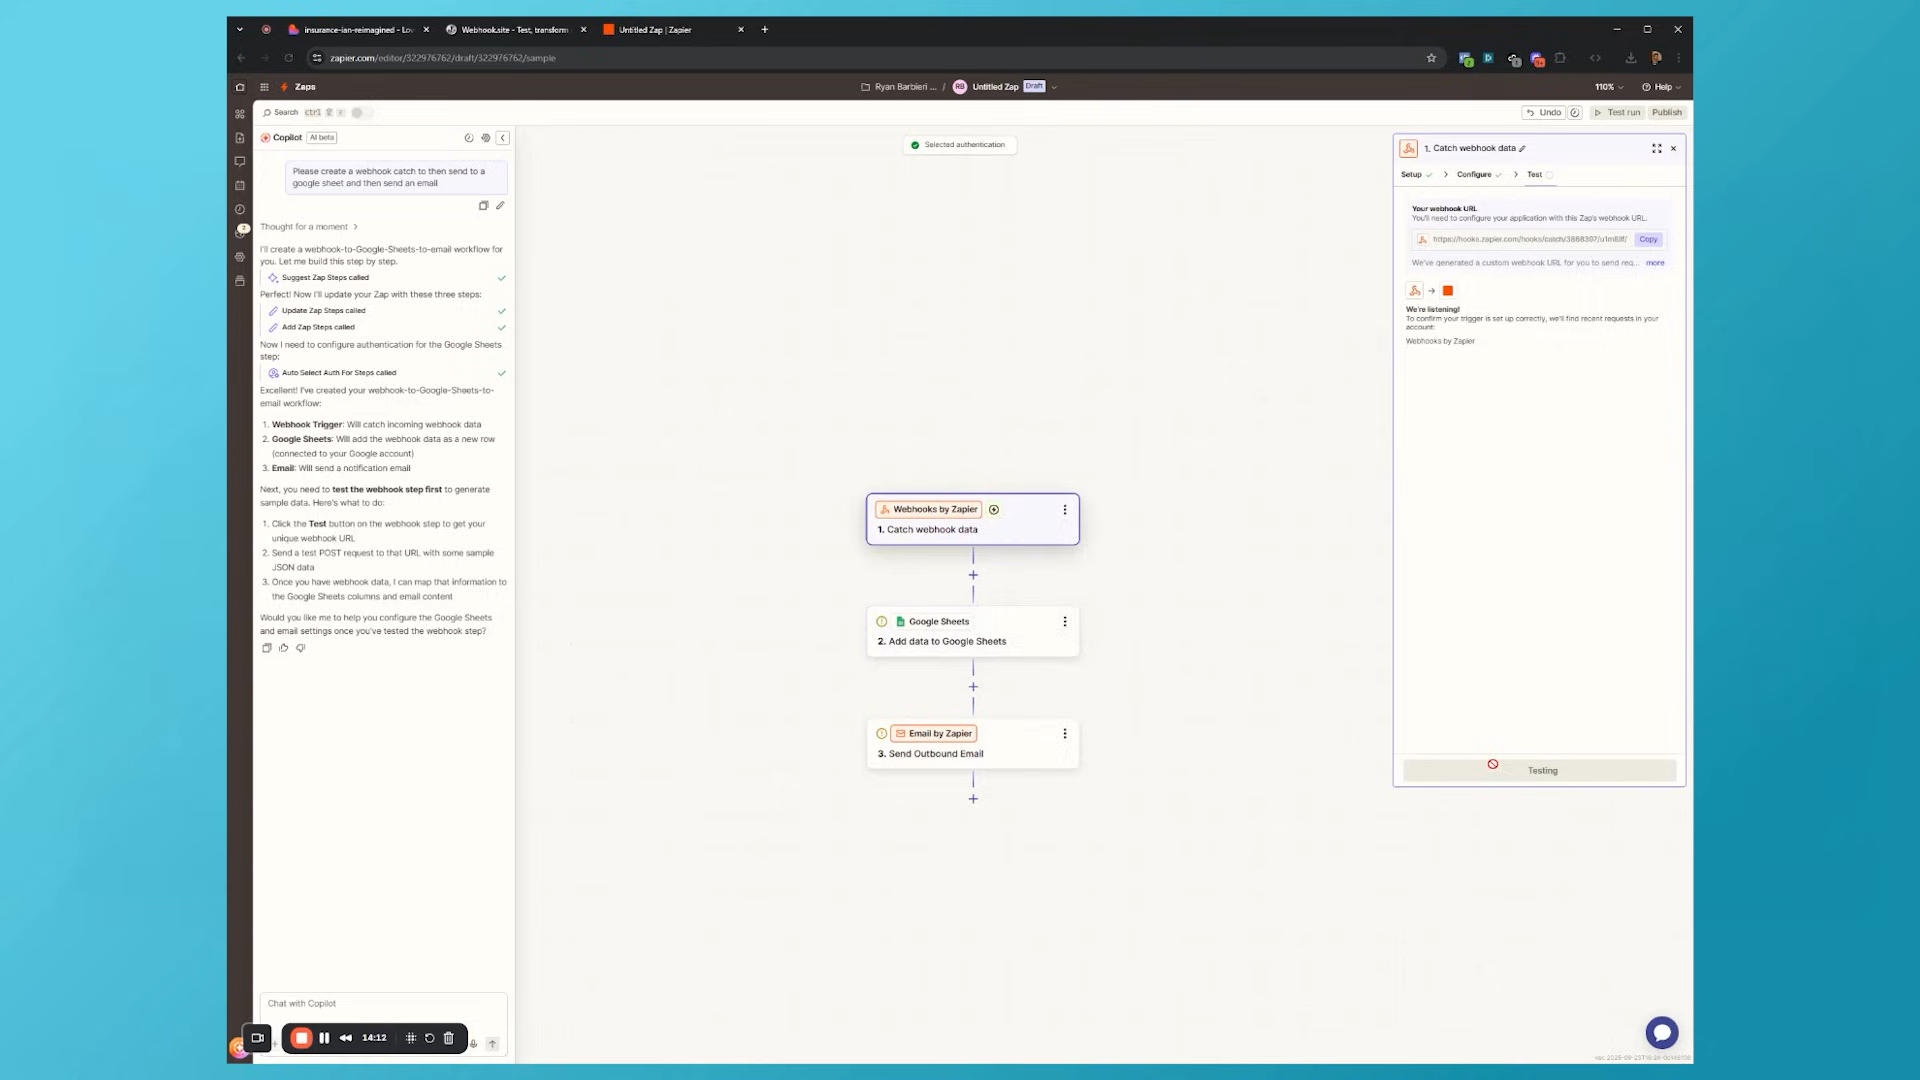 insurance-ian-reimagined - Lov
Webhook.site - Test, transform
Untitled Zap | Zapier
zapier.com/editor/322976762/draft/322976762/sample
Zaps
Ryan Barbieri ... / RB Untitled Zap Draft
110%
Help
Search ctrl
Undo
Test run
Publish
Copilot AI beta
Please create a webhook catch to then send to a
google sheet and then send an email
Thought for a moment
I'll create a webhook-to-Google-Sheets-to-email workflow for
you. Let me build this step by step.
Suggest Zap Steps called
Perfect! Now I'll update your Zap with these three steps:
Update Zap Steps called
Add Zap Steps called
Now I need to configure authentication for the Google Sheets
step:
Auto Select Auth For Steps called
Excellent! I've created your webhook-to-Google-Sheets-to-
email workflow:
1. Webhook Trigger: Will catch incoming webhook data
2. Google Sheets: Will add the webhook data as a new row
(connected to your Google account)
3. Email: Will send a notification email
Next, you need to test the webhook step first to generate
sample data. Here's what to do:
1. Click the Test button on the webhook step to get your
unique webhook URL
2. Send a test POST request to that URL with some sample
JSON data
3. Once you have webhook data, I can map that information to
the Google Sheets columns and email content
Would you like me to help you configure the Google Sheets
and email settings once you've tested the webhook step?
Chat with Copilot
14:12
Selected authentication
Webhooks by Zapier
1. Catch webhook data
Google Sheets
2. Add data to Google Sheets
Email by Zapier
3. Send Outbound Email
1. Catch webhook data
Setup
Configure
Test
Your webhook URL
You'll need to configure your application with this Zap's webhook URL.
Copy
We've generated a custom webhook URL for you to send req... more
We're listening!
To confirm your trigger is set up correctly, we'll find recent requests in your
account:
Webhooks by Zapier
Testing